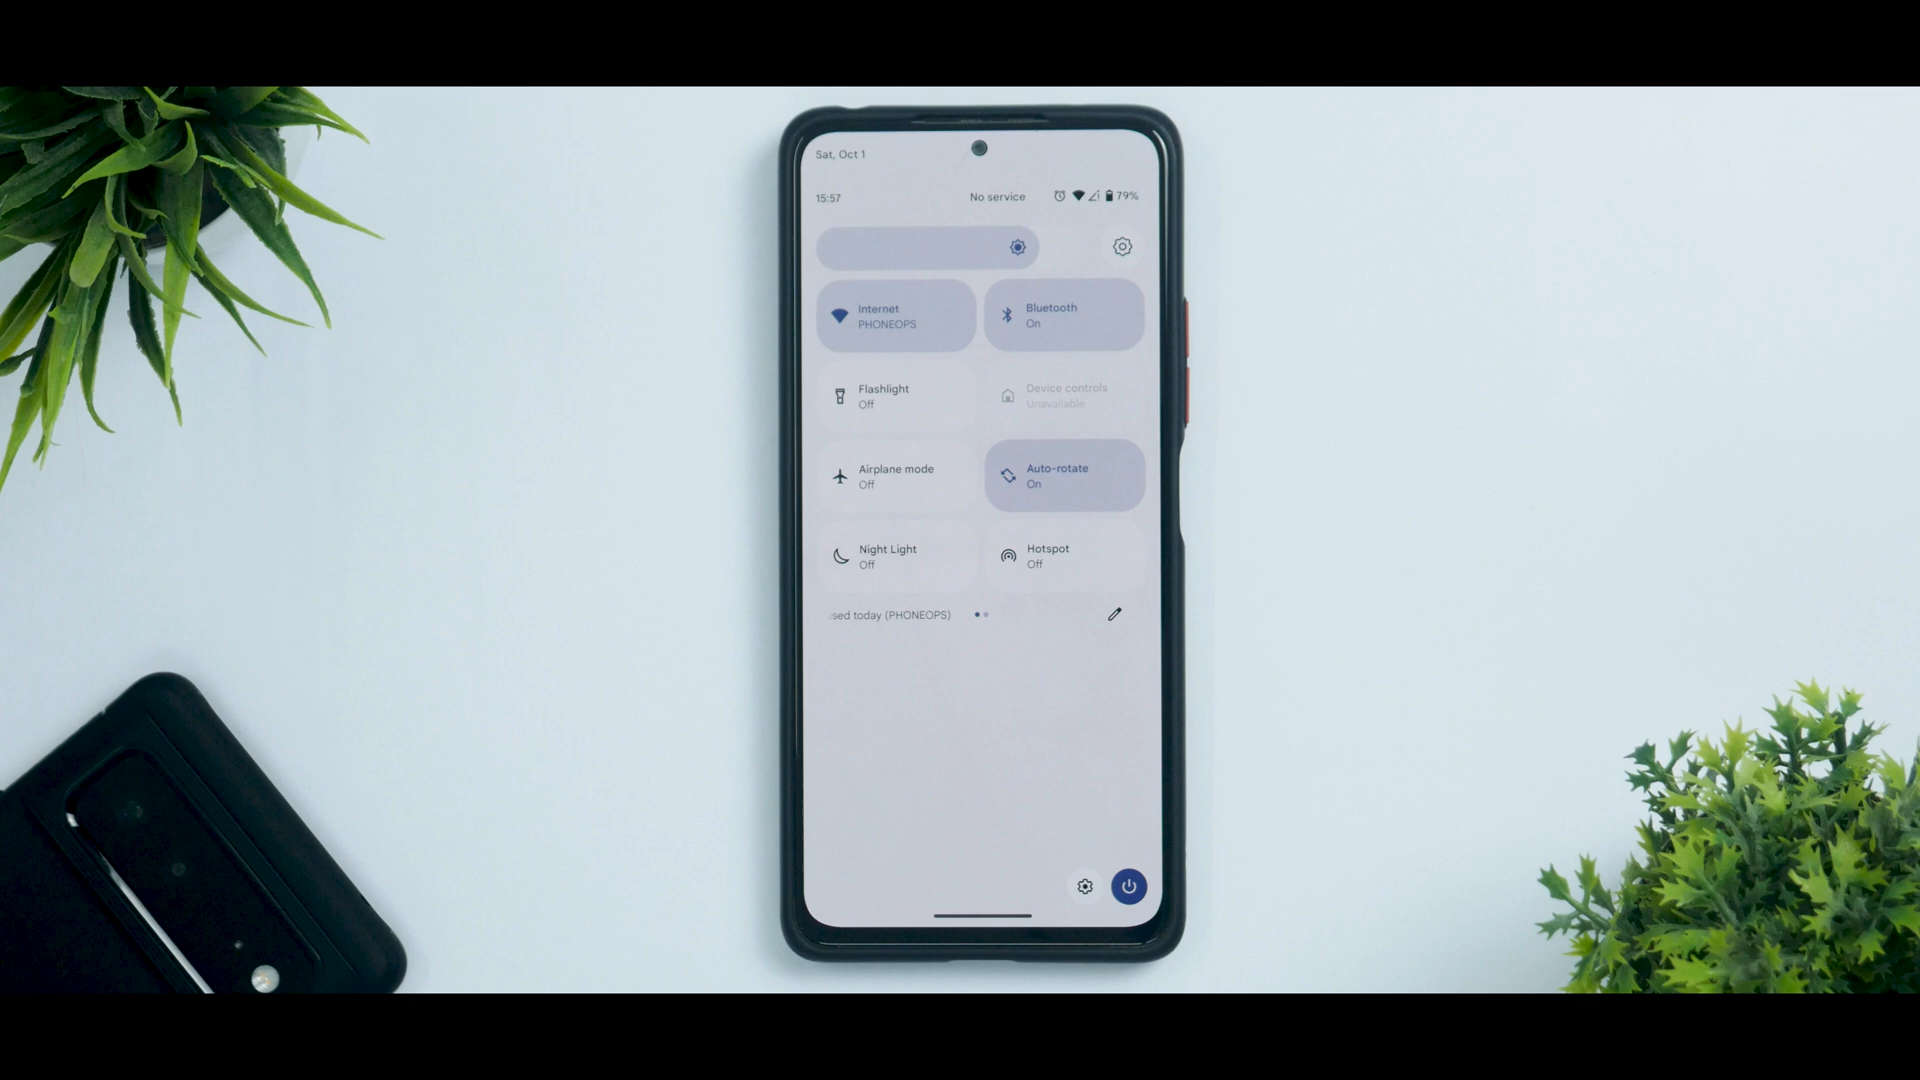 Sat, Oct 1
15:57 No service 79%
Internet
PHONEOPS
Bluetooth
On
Flashlight
Off
Device controls
Unavailable
Airplane mode
Off
Auto-rotate
On
Night Light
Off
Hotspot
Off
sed today (PHONEOPS)